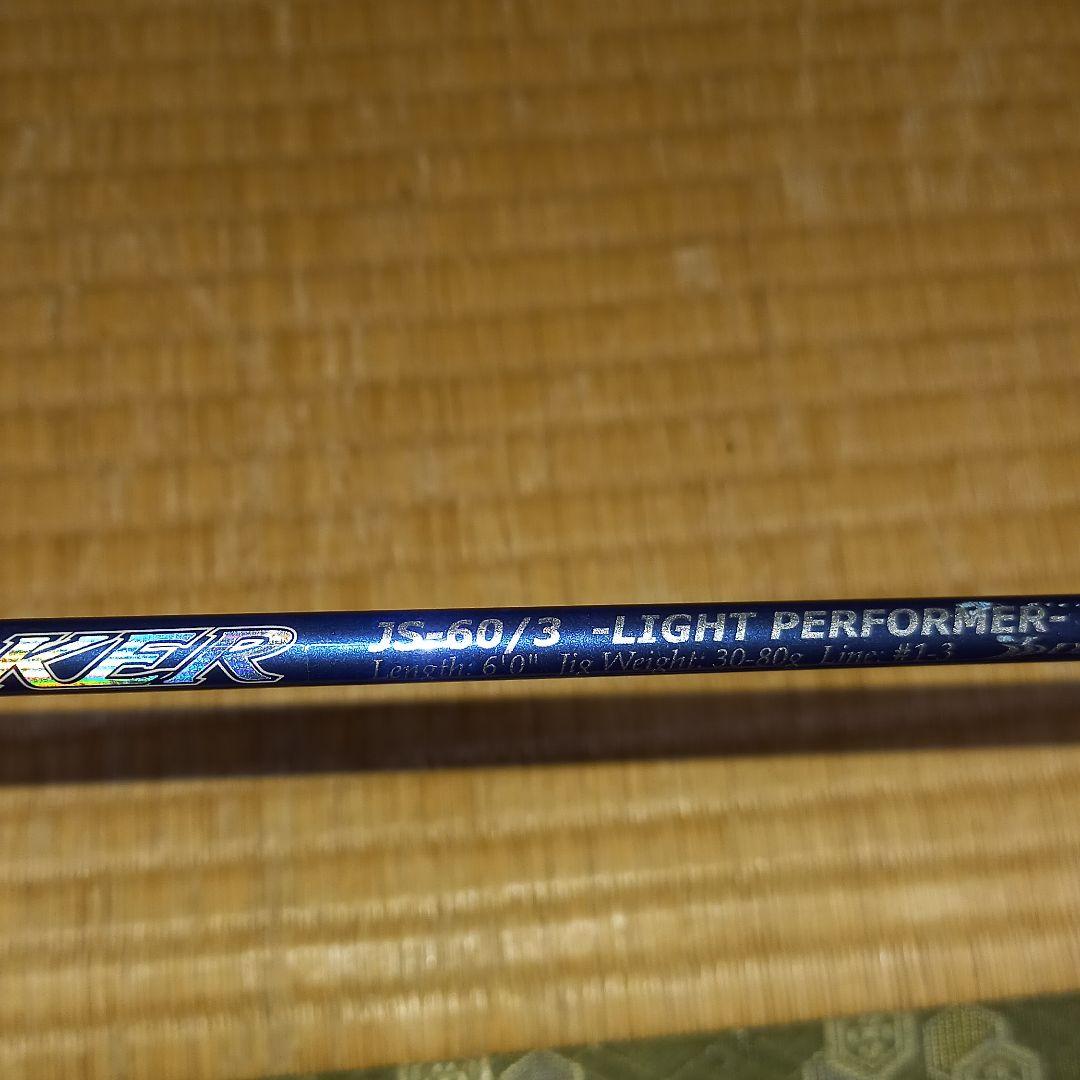 KER JS-60/3 -LIGHT PERFORMER-
Length: 6'0" Jig Weight: 30-80g Line: #1-3